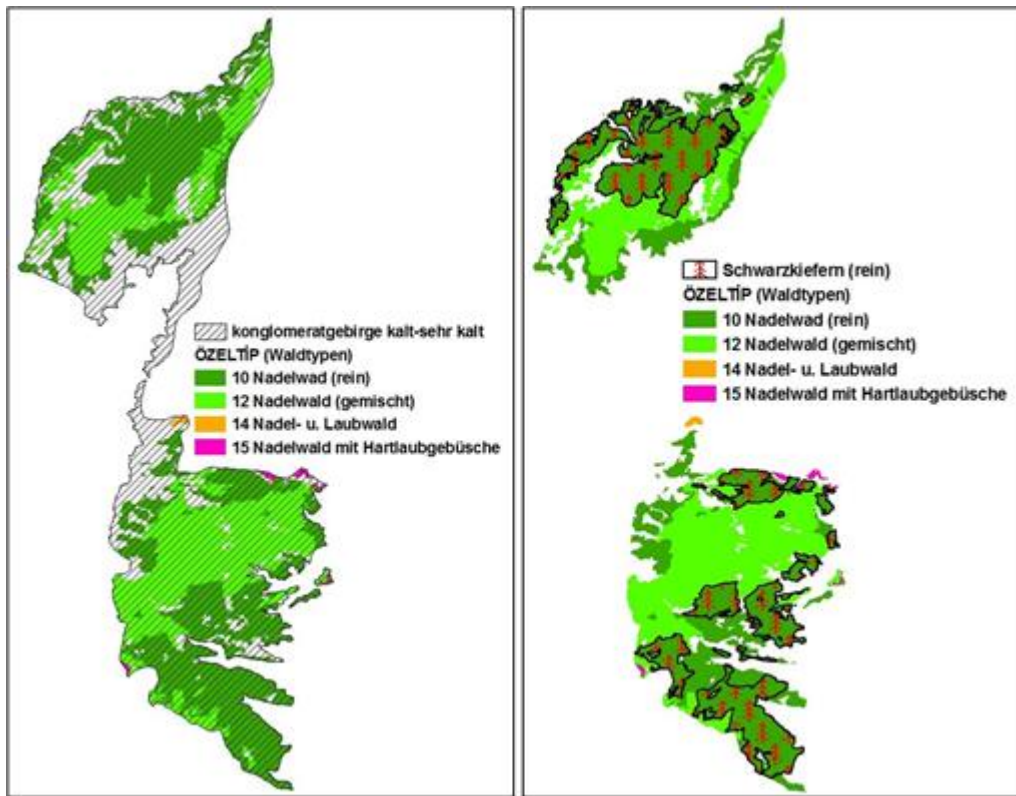 konglomeratgebirge kalt-sehr kalt
ÖZELTİP (Waldtypen)
10 Nadelwad (rein)
12 Nadelwald (gemischt)
14 Nadel- u. Laubwald
15 Nadelwald mit Hartlaubgebüsche
Schwarzkiefern (rein)
ÖZELTİP (Waldtypen)
10 Nadelwad (rein)
12 Nadelwald (gemischt)
14 Nadel- u. Laubwald
15 Nadelwald mit Hartlaubgebüsche